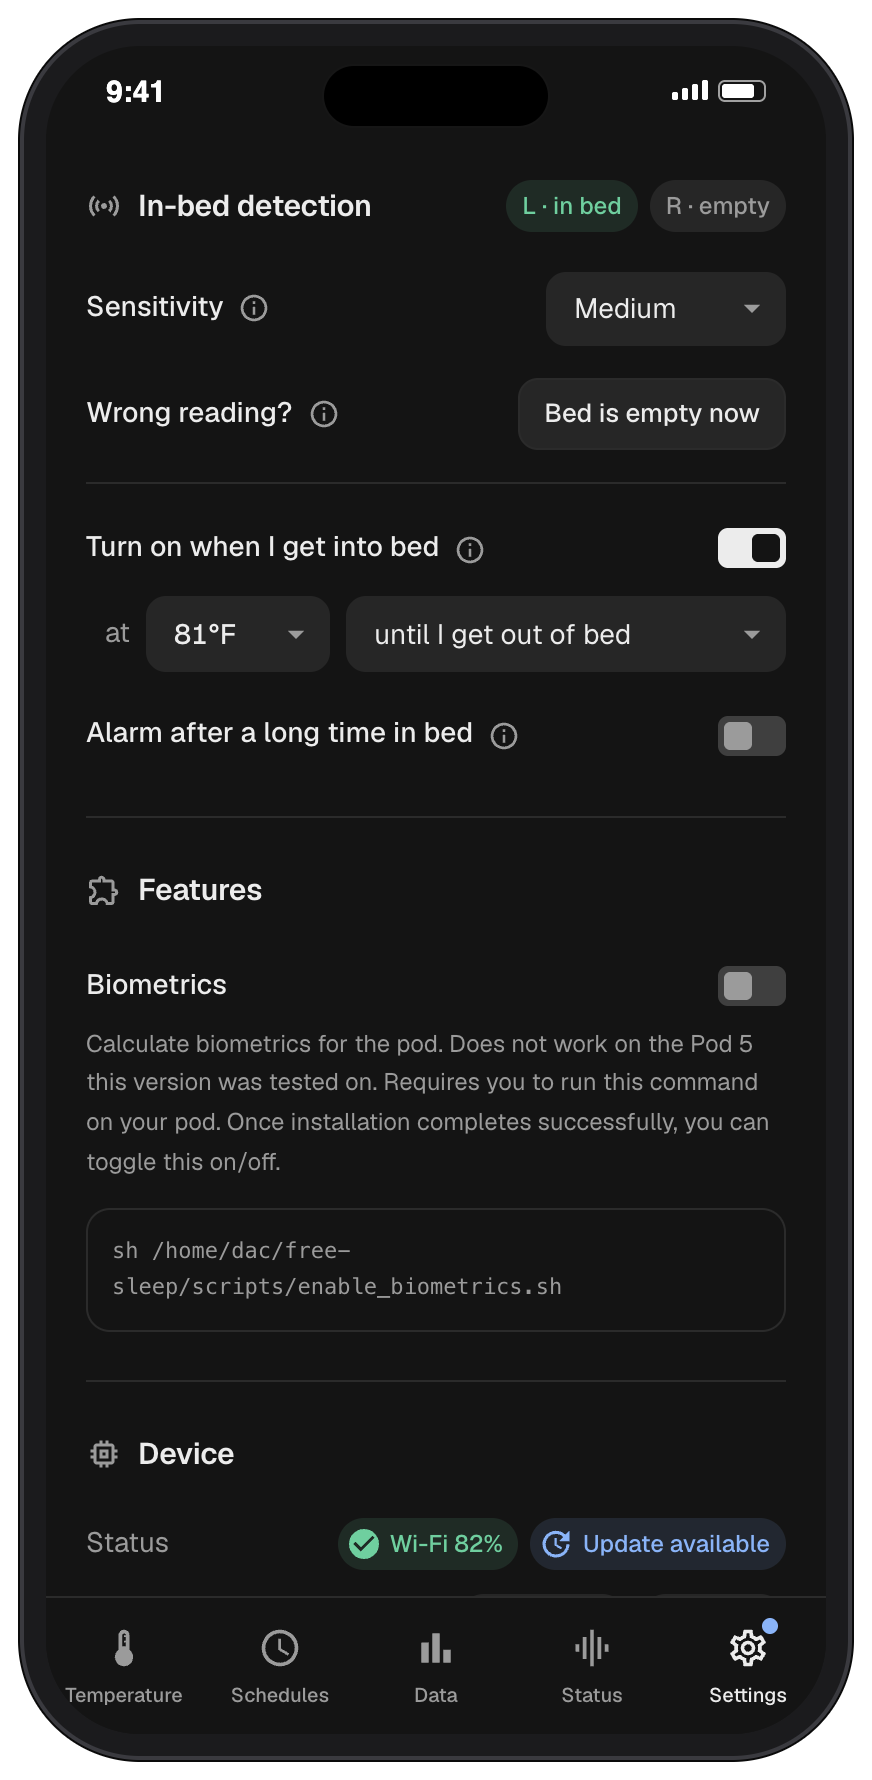 9:41
In-bed detection
L · in bed
R · empty
Sensitivity
Medium
Wrong reading?
Bed is empty now
Turn on when I get into bed
at
81°F
until I get out of bed
Alarm after a long time in bed
Features
Biometrics
Calculate biometrics for the pod. Does not work on the Pod 5
this version was tested on. Requires you to run this command
on your pod. Once installation completes successfully, you can
toggle this on/off.
sh /home/dac/free-
sleep/scripts/enable_biometrics.sh
Device
Status
Wi-Fi 82%
Update available
Temperature
Schedules
Data
Status
Settings